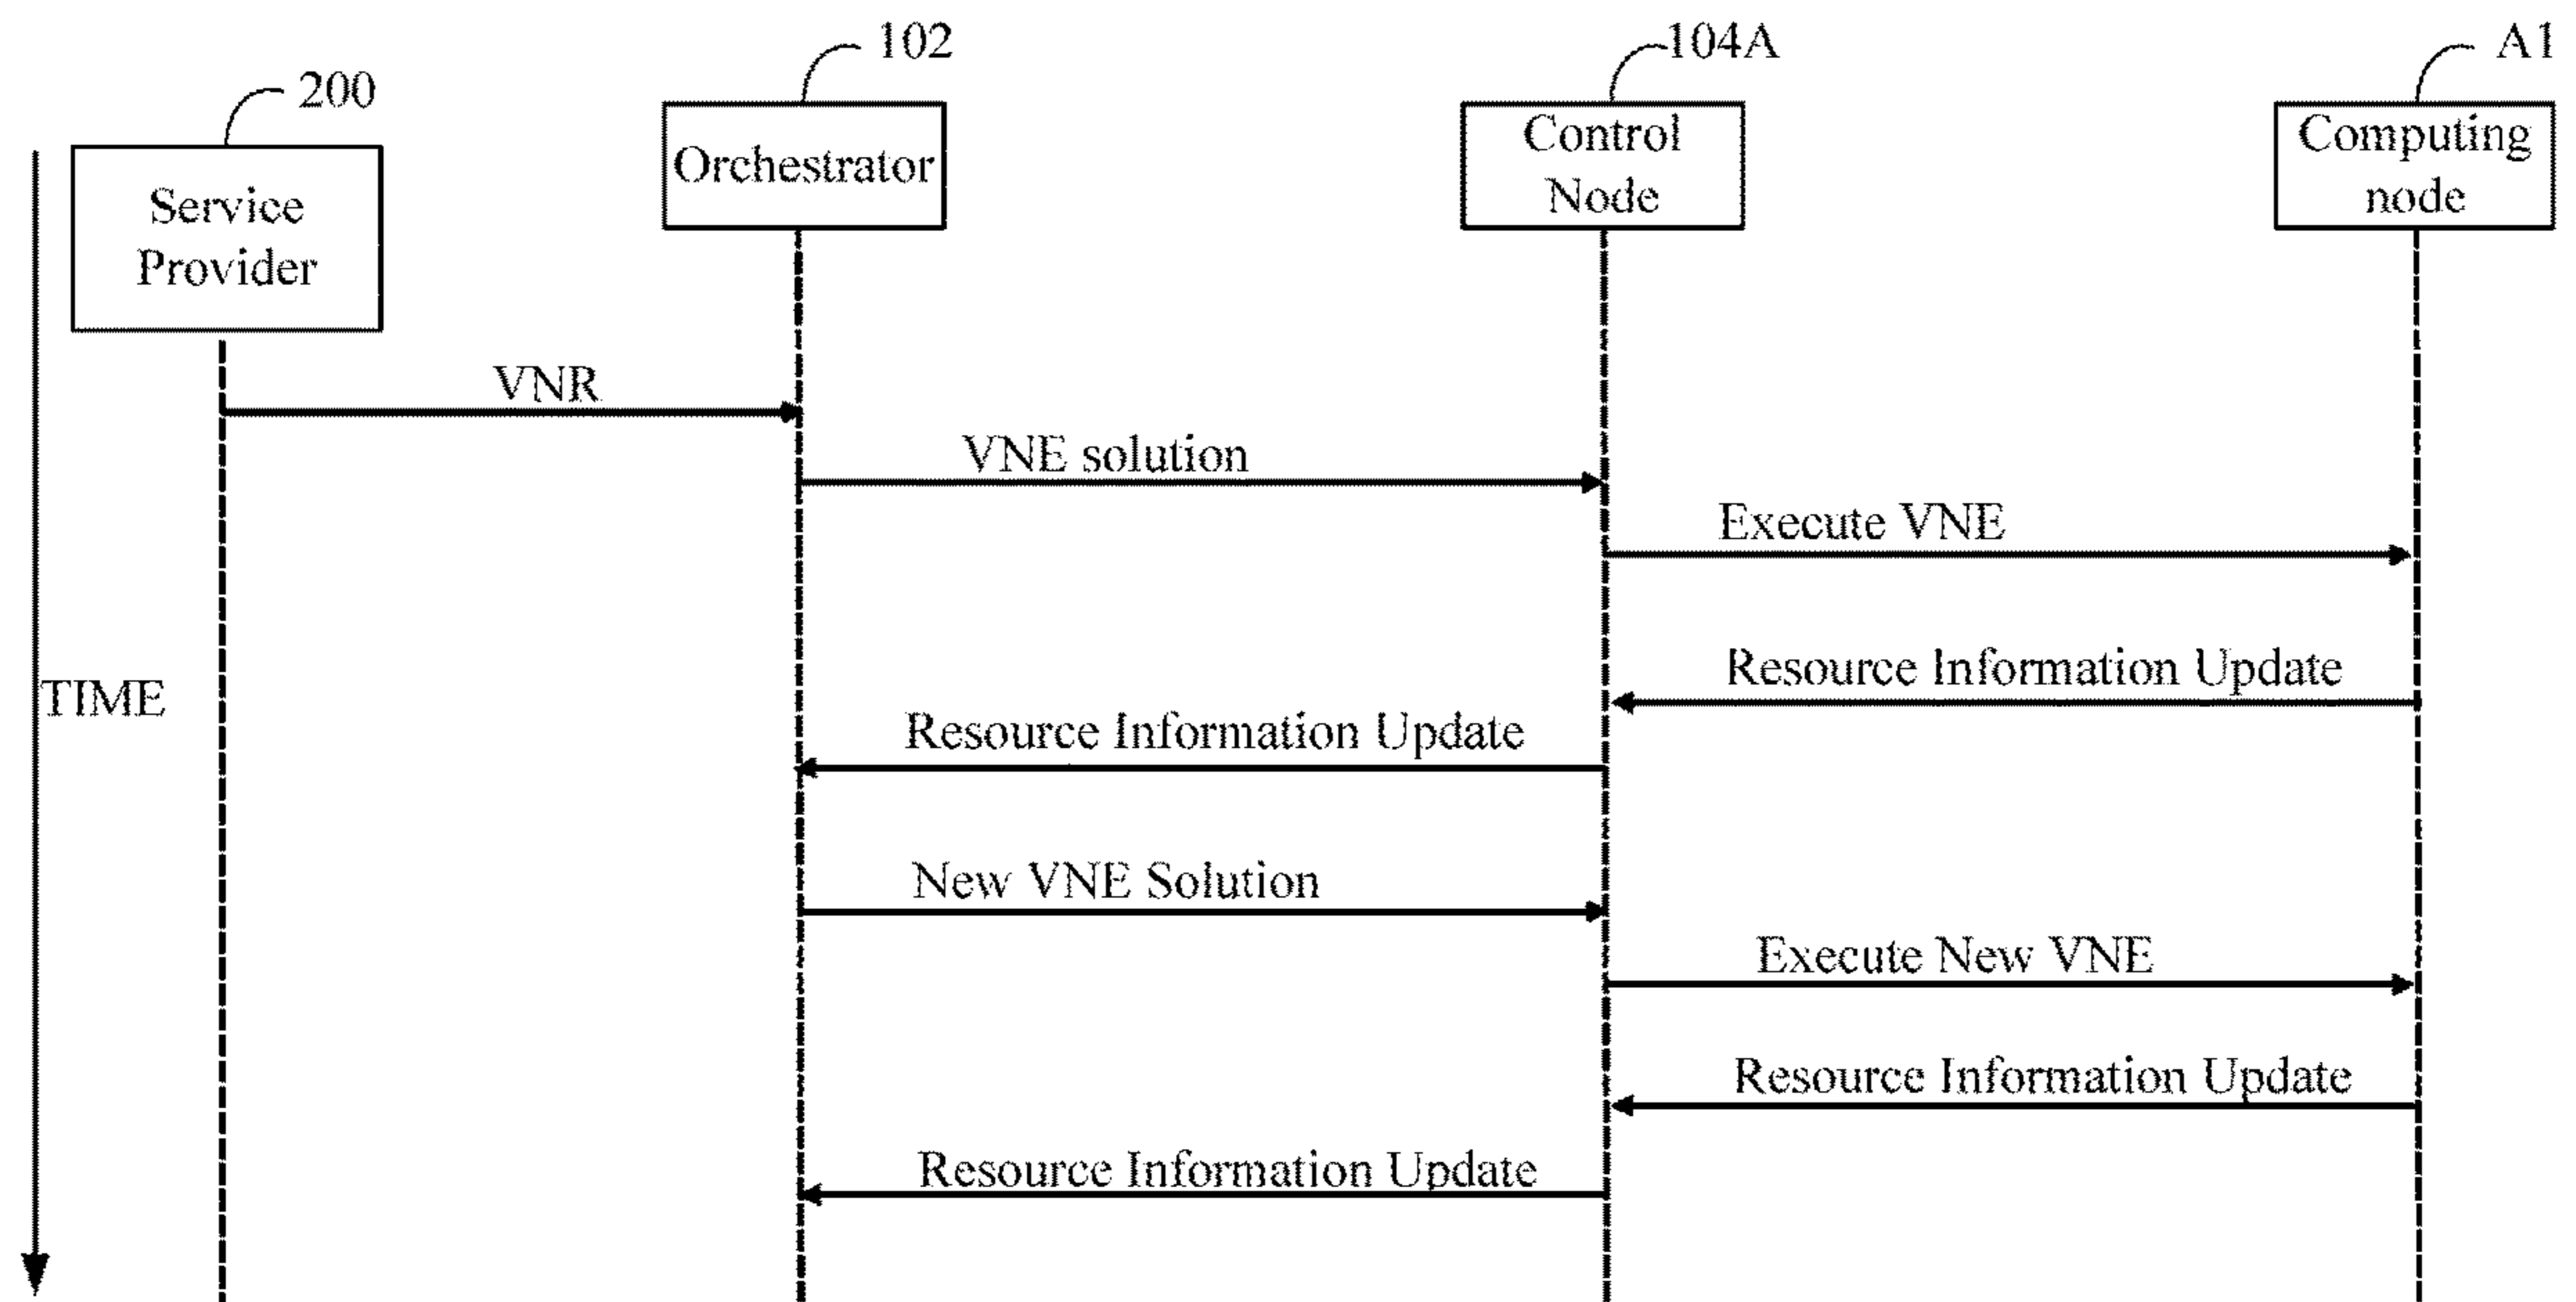 200
102
104A
A1
Service
Provider
Orchestrator
Control
Node
Computing
node
VNR
VNE solution
Execute VNE
Resource Information Update
TIME
Resource Information Update
New VNE Solution
Execute New VNE
Resource Information Update
Resource Information Update